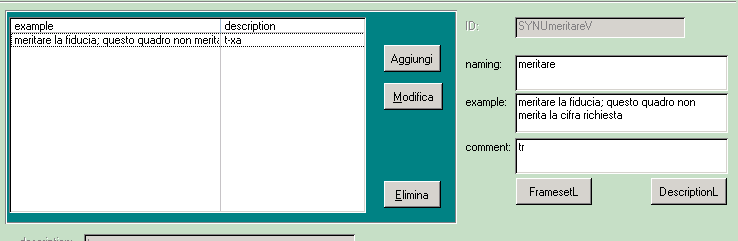 example description
meritare la fiducia; questo quadro non merita t-xa
Aggiungi
Modifica
Elimina
ID: SYNUmeritareV
naming: meritare
example: meritare la fiducia; questo quadro non
merita la cifra richiesta
comment: tr
FramesetL DescriptionL
description: